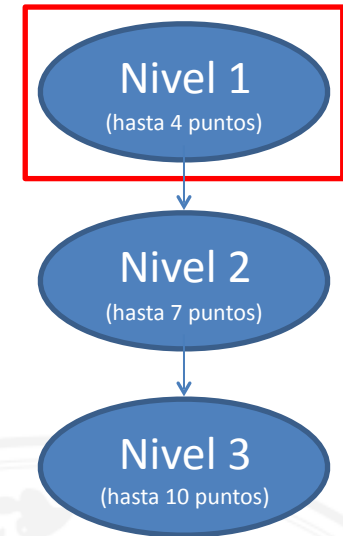 Nivel 1
(hasta 4 puntos)
Nivel 2
(hasta 7 puntos)
Nivel 3
(hasta 10 puntos)